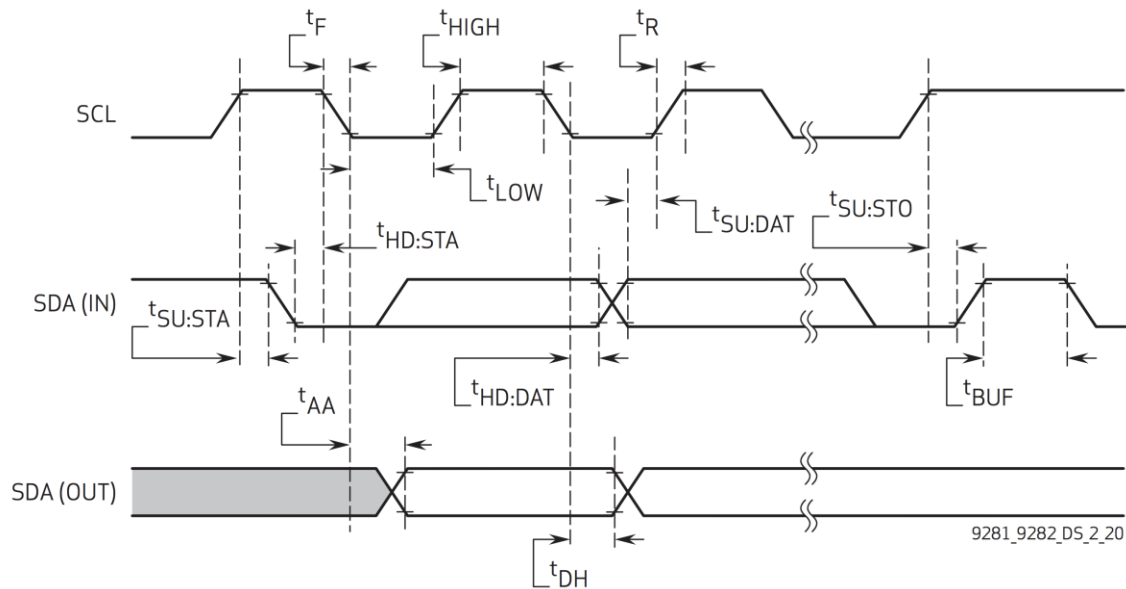 tF
tHIGH
tR
SCL
tLOW
tSU:DAT
tSU:STO
tHD:STA
SDA (IN)
tSU:STA
tHD:DAT
tBUF
tAA
SDA (OUT)
9281_9282_DS_2_20
tDH